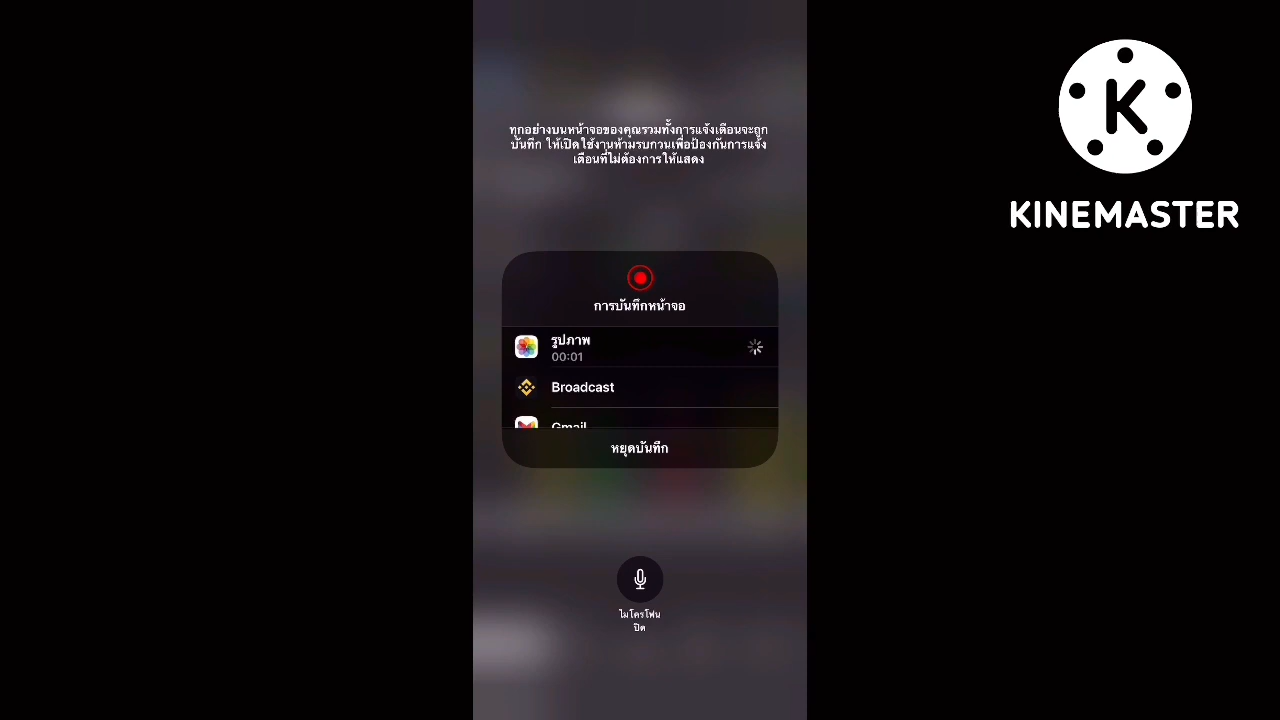 ทุกอย่างบนหน้าจอของคุณรวมทั้งการแจ้งเตือนจะถูก
บันทึก ให้เปิดใช้งานห้ามรบกวนเพื่อป้องกันการแจ้ง
เตือนที่ไม่ต้องการให้แสดง
K
KINEMASTER
การบันทึกหน้าจอ
รูปภาพ
00:01
Broadcast
Gmail
หยุดบันทึก
ไมโครโฟน
ปิด